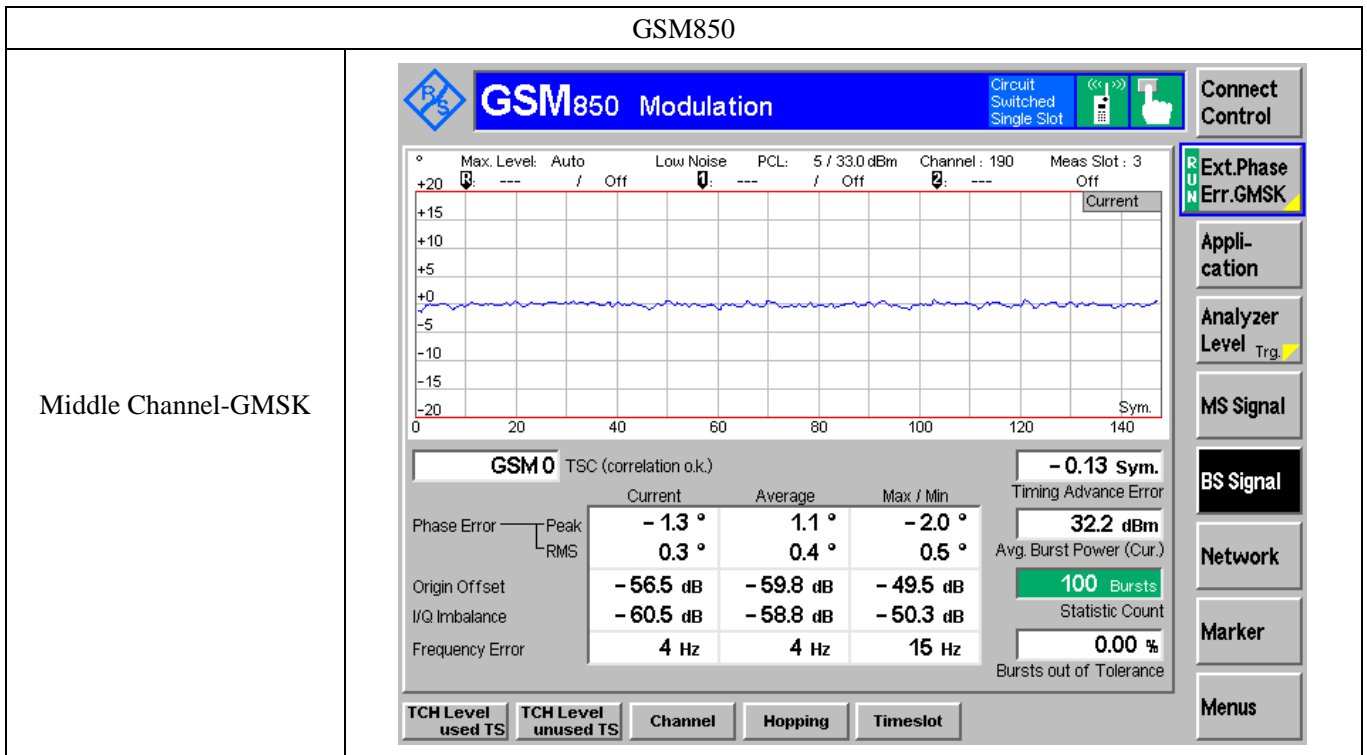 GSM850
Middle Channel-GMSK
R&S
GSM850 Modulation
Circuit
Switched
Single Slot
Connect
Control
° Max. Level: Auto Low Noise PCL: 5 / 33.0 dBm Channel : 190 Meas Slot : 3
R: --- / Off 1: --- / Off 2: --- Off
RUN
Ext.Phase
Err.GMSK
Current
+20
+15
+10
+5
+0
-5
-10
-15
-20
Sym.
0 20 40 60 80 100 120 140
Appli-
cation
Analyzer
Level Trg.
MS Signal
BS Signal
Network
Marker
Menus
GSM 0 TSC (correlation o.k.)
Current Average Max / Min
Phase Error Peak - 1.3 ° 1.1 ° - 2.0 °
RMS 0.3 ° 0.4 ° 0.5 °
Origin Offset - 56.5 dB - 59.8 dB - 49.5 dB
I/Q Imbalance - 60.5 dB - 58.8 dB - 50.3 dB
Frequency Error 4 Hz 4 Hz 15 Hz
- 0.13 Sym.
Timing Advance Error
32.2 dBm
Avg. Burst Power (Cur.)
100 Bursts
Statistic Count
0.00 %
Bursts out of Tolerance
TCH Level
used TS
TCH Level
unused TS
Channel
Hopping
Timeslot